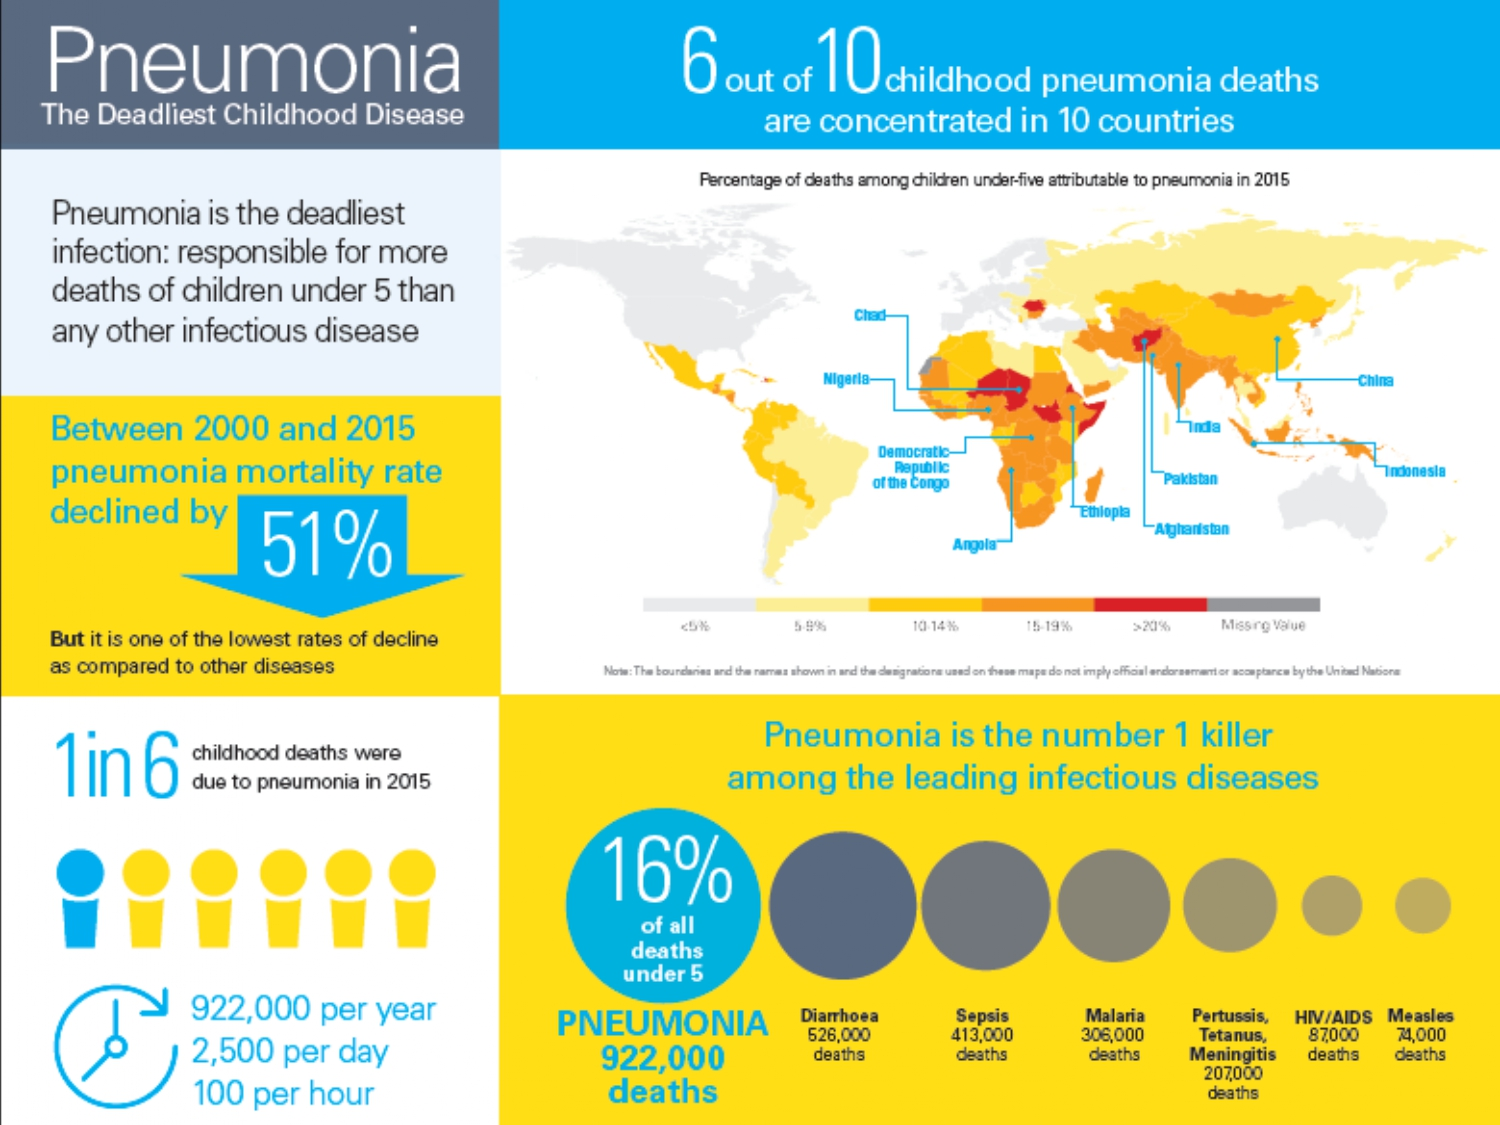 Pneumonia
The Deadliest Childhood Disease
6 out of 10 childhood pneumonia deaths
are concentrated in 10 countries
Pneumonia is the deadliest
infection: responsible for more
deaths of children under 5 than
any other infectious disease
Between 2000 and 2015
pneumonia mortality rate
declined by
51%
But it is one of the lowest rates of decline
as compared to other diseases
Percentage of deaths among children under-five attributable to pneumonia in 2015
Chad
Nigeria
China
India
Democratic
Republic
of the Congo
Indonesia
Pakistan
Ethiopia
Afghanistan
Angola
<5%
5-9%
10-14%
15-19%
>20%
Missing Value
Note: The boundaries and the names shown in and the designations used on these maps do not imply official endorsement or acceptance by the United Nations
1 in 6
childhood deaths were
due to pneumonia in 2015
922,000 per year
2,500 per day
100 per hour
Pneumonia is the number 1 killer
among the leading infectious diseases
16%
of all
deaths
under 5
PNEUMONIA
922,000
deaths
Diarrhoea
526,000
deaths
Sepsis
413,000
deaths
Malaria
306,000
deaths
Pertussis,
Tetanus,
Meningitis
207,000
deaths
HIV/AIDS
87,000
deaths
Measles
74,000
deaths